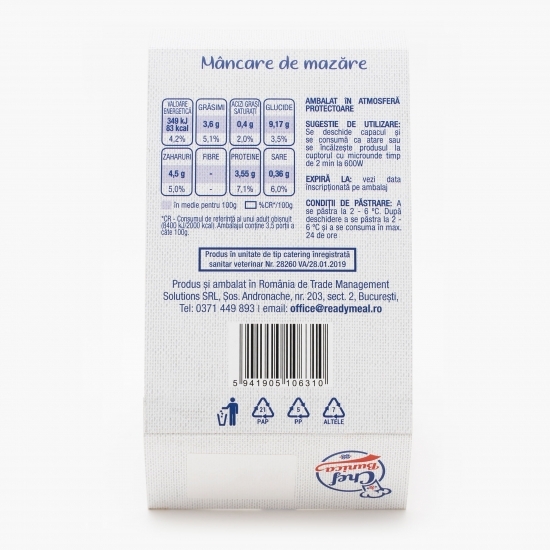 Mâncare de mazăre
VALOARE
ENERGETICĂ
349 kJ
83 kcal
4,2%
GRĂSIMI
3,6 g
5,1%
ACIZI GRAȘI
SATURAȚI
0,4 g
2,0%
GLUCIDE
9,17 g
3,5%
ZAHARURI
4,5 g
5,0%
FIBRE
-
-
PROTEINE
3,55 g
7,1%
SARE
0,36 g
6,0%
în medie pentru 100g
%CR*/100g
*CR - Consumul de referință al unui adult obișnuit
(8400 kJ/2000 kcal). Ambalajul conține 3,5 porții a
câte 100g.
AMBALAT ÎN ATMOSFERĂ
PROTECTOARE
SUGESTIE DE UTILIZARE:
Se deschide capacul și
se consumă ca atare sau
se încălzește produsul la
cuptorul cu microunde timp
de 2 min la 600W
EXPIRĂ LA: vezi data
înscripționată pe ambalaj
CONDIȚII DE PĂSTRARE: A
se păstra la 2 - 6 °C. După
deschidere a se păstra la 2 -
6 °C și a se consuma în max.
24 de ore
Produs în unitate de tip catering înregistrată
sanitar veterinar Nr. 28260 VA/28.01.2019
Produs și ambalat în România de Trade Management
Solutions SRL, Șos. Andronache, nr. 203, sect. 2, București,
Tel: 0371 449 893 | email: office@readymeal.ro
5 941905 106310
21
PAP
5
PP
7
ALTELE
Chef
Bunica